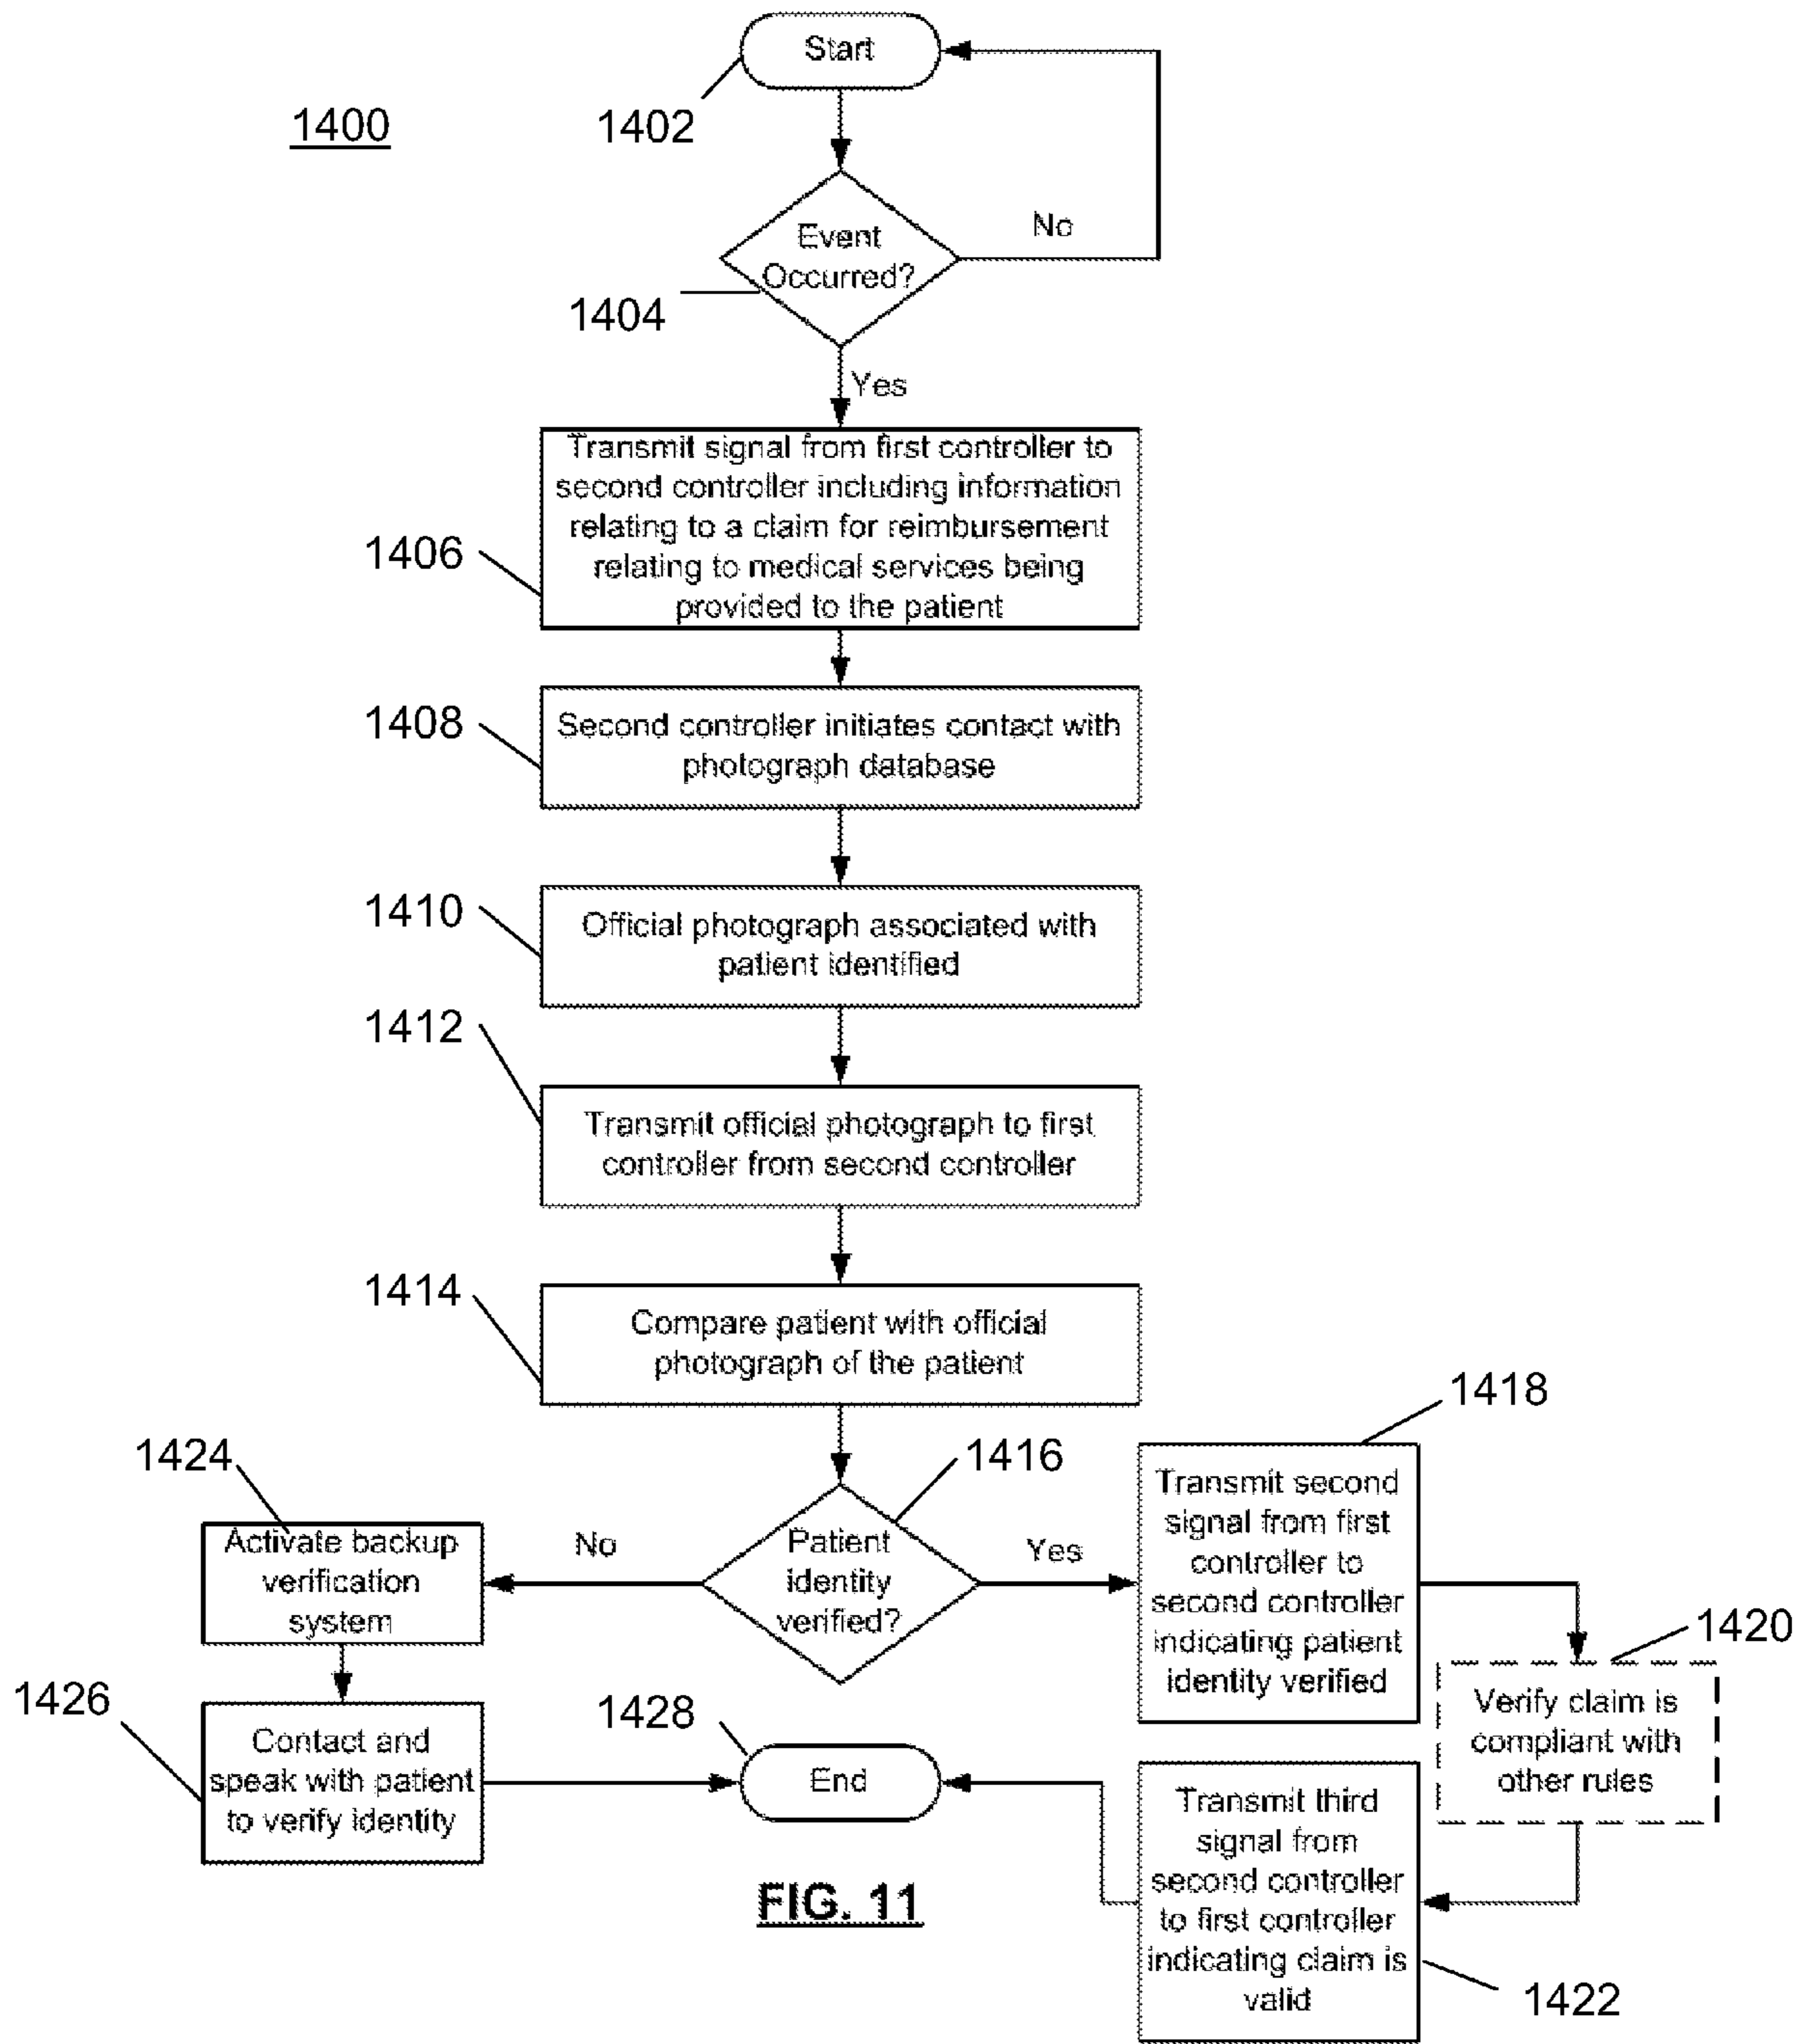 Start
1400
1402
No
Event
Occurred?
1404
Yes
Transmit signal from first controller to
second controller including information
relating to a claim for reimbursement
relating to medical services being
provided to the patient
1406
1408
Second controller initiates contact with
photograph database
1410
Official photograph associated with
patient identified
1412
Transmit official photograph to first
controller from second controller
1414
Compare patient with official
photograph of the patient
1418
1424
1416
Activate backup
verification
system
No
Patient
identity
verified?
Yes
Transmit second
signal from first
controller to
second controller
indicating patient
identity verified
1420
Verify claim is
compliant with
other rules
1426
Contact and
speak with patient
to verify identity
1428
End
Transmit third
signal from
second controller
to first controller
indicating claim is
valid
1422
FIG. 11